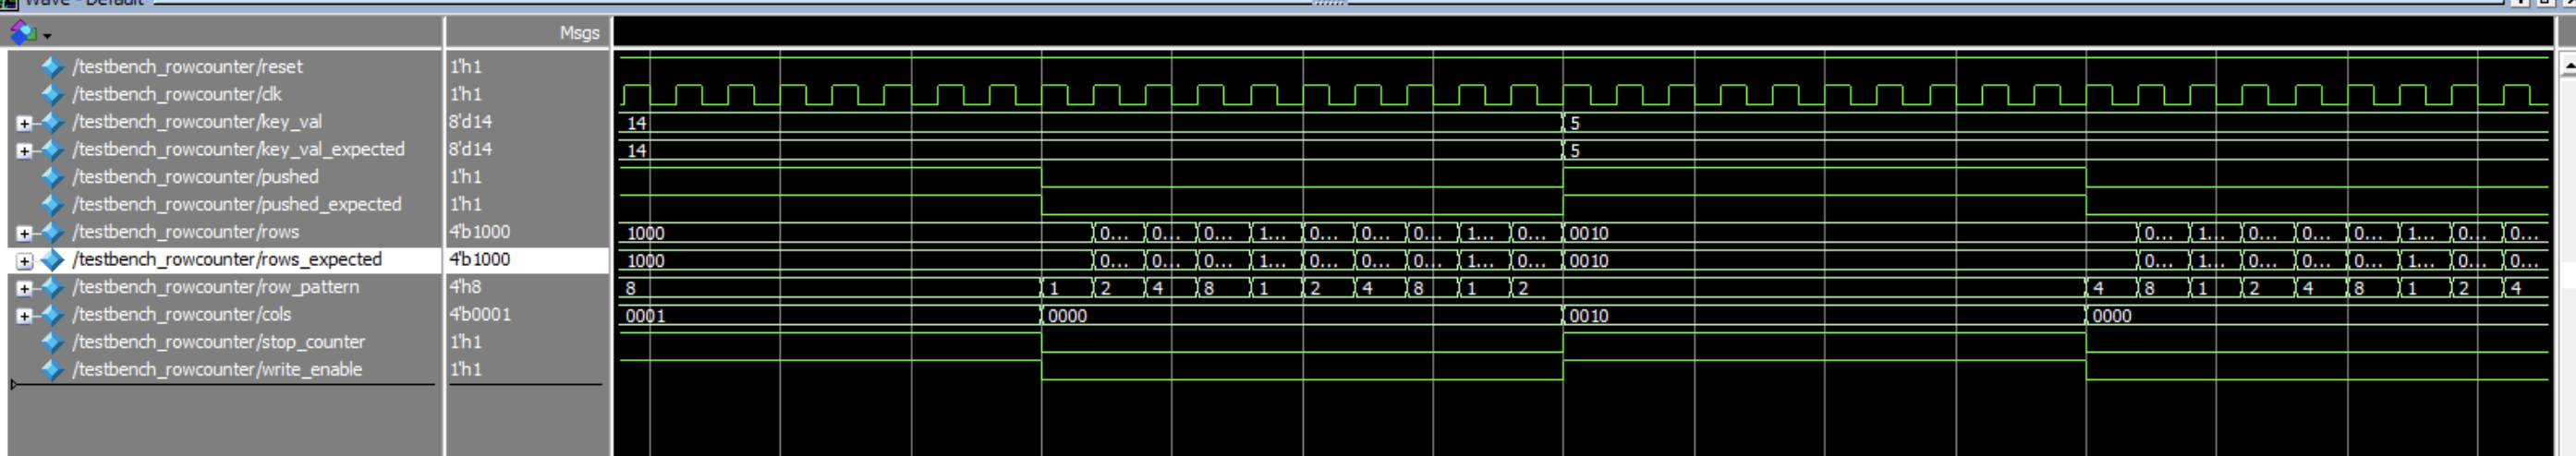 Wave - Default
Msgs
/testbench_rowcounter/reset 1'h1
/testbench_rowcounter/clk 1'h1
/testbench_rowcounter/key_val 8'd14 14 5
/testbench_rowcounter/key_val_expected 8'd14 14 5
/testbench_rowcounter/pushed 1'h1
/testbench_rowcounter/pushed_expected 1'h1
/testbench_rowcounter/rows 4'b1000 1000 0... 0... 0... 1... 0... 0... 0... 1... 0... 0010 0... 1... 0... 0... 0... 1... 0... 0...
/testbench_rowcounter/rows_expected 4'b1000 1000 0... 0... 0... 1... 0... 0... 0... 1... 0... 0010 0... 1... 0... 0... 0... 1... 0... 0...
/testbench_rowcounter/row_pattern 4'h8 8 1 2 4 8 1 2 4 8 1 2 4 8 1 2 4 8 1 2 4
/testbench_rowcounter/cols 4'b0001 0001 0000 0010 0000
/testbench_rowcounter/stop_counter 1'h1
/testbench_rowcounter/write_enable 1'h1